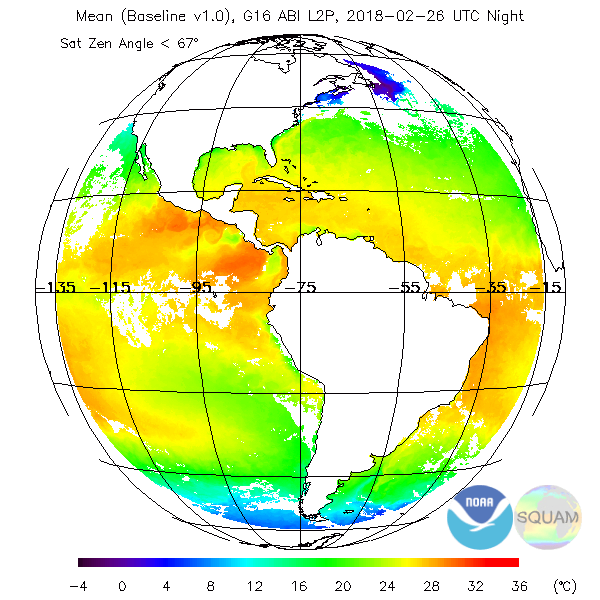 Mean (Baseline v1.0), G16 ABI L2P, 2018-02-26 UTC Night
Sat Zen Angle < 67°
-135 -115 -95 -75 -55 -35 -15
NOAA
SQUAM
-4 0 4 8 12 16 20 24 28 32 36 (°C)